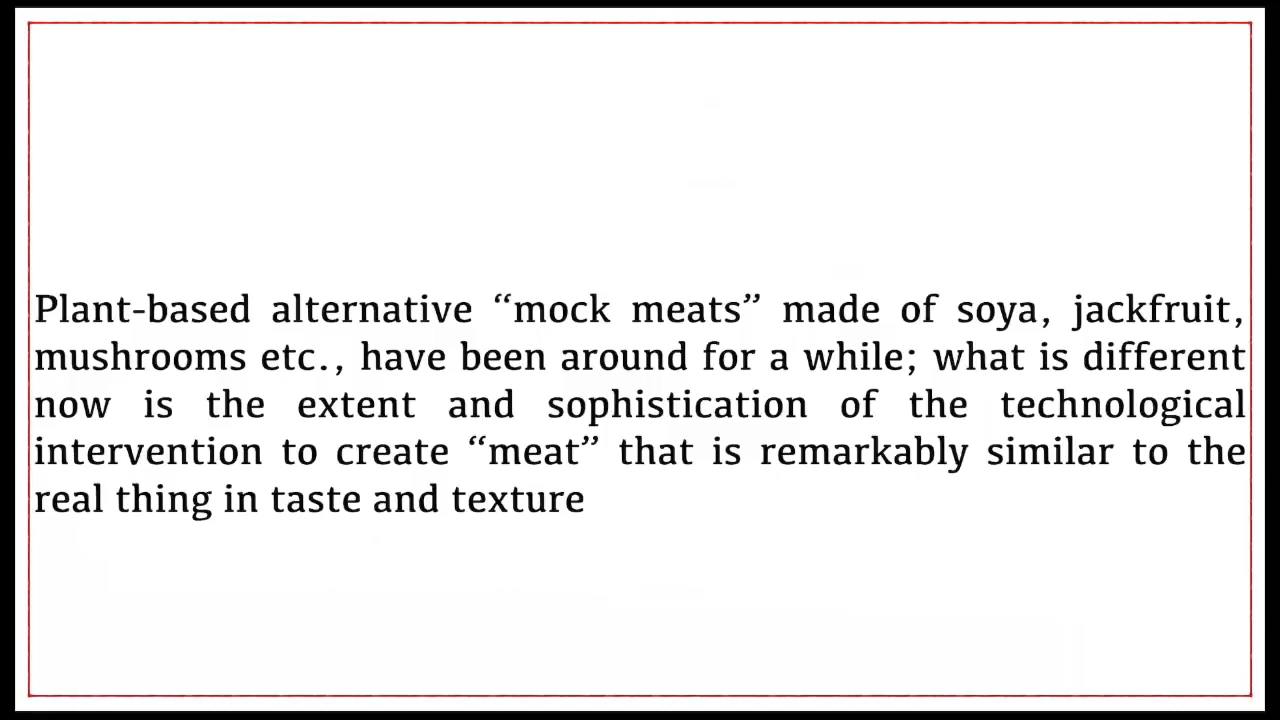 Plant-based alternative “mock meats” made of soya, jackfruit,
mushrooms etc., have been around for a while; what is different
now is the extent and sophistication of the technological
intervention to create “meat” that is remarkably similar to the
real thing in taste and texture